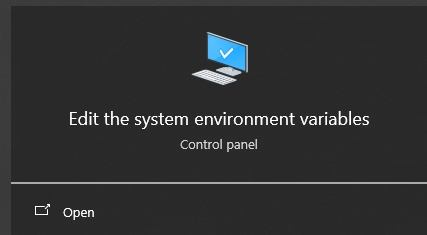 Edit the system environment variables
Control panel
Open